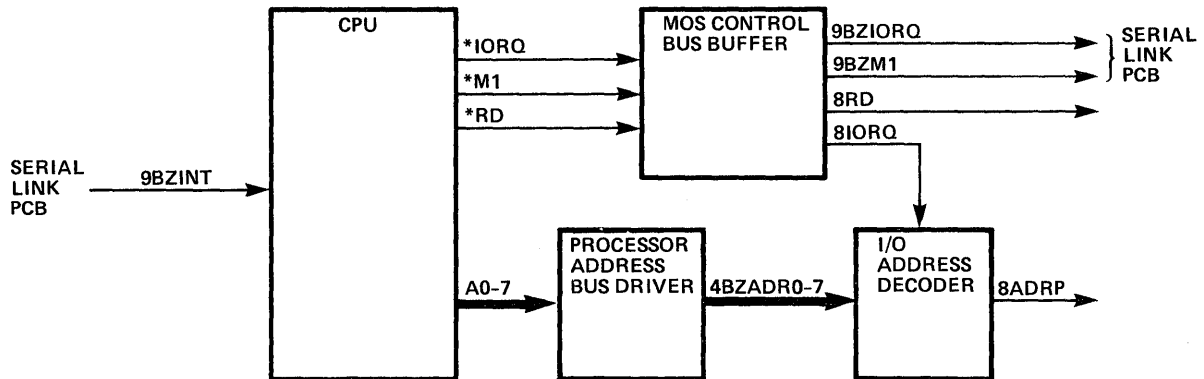 CPU
*IORQ
*M1
*RD
MOS CONTROL
BUS BUFFER
9BZIORQ
9BZM1
8RD
8IORQ
SERIAL
LINK
PCB
SERIAL
LINK
PCB
9BZINT
A0-7
PROCESSOR
ADDRESS
BUS DRIVER
4BZADR0-7
I/O
ADDRESS
DECODER
8ADRP